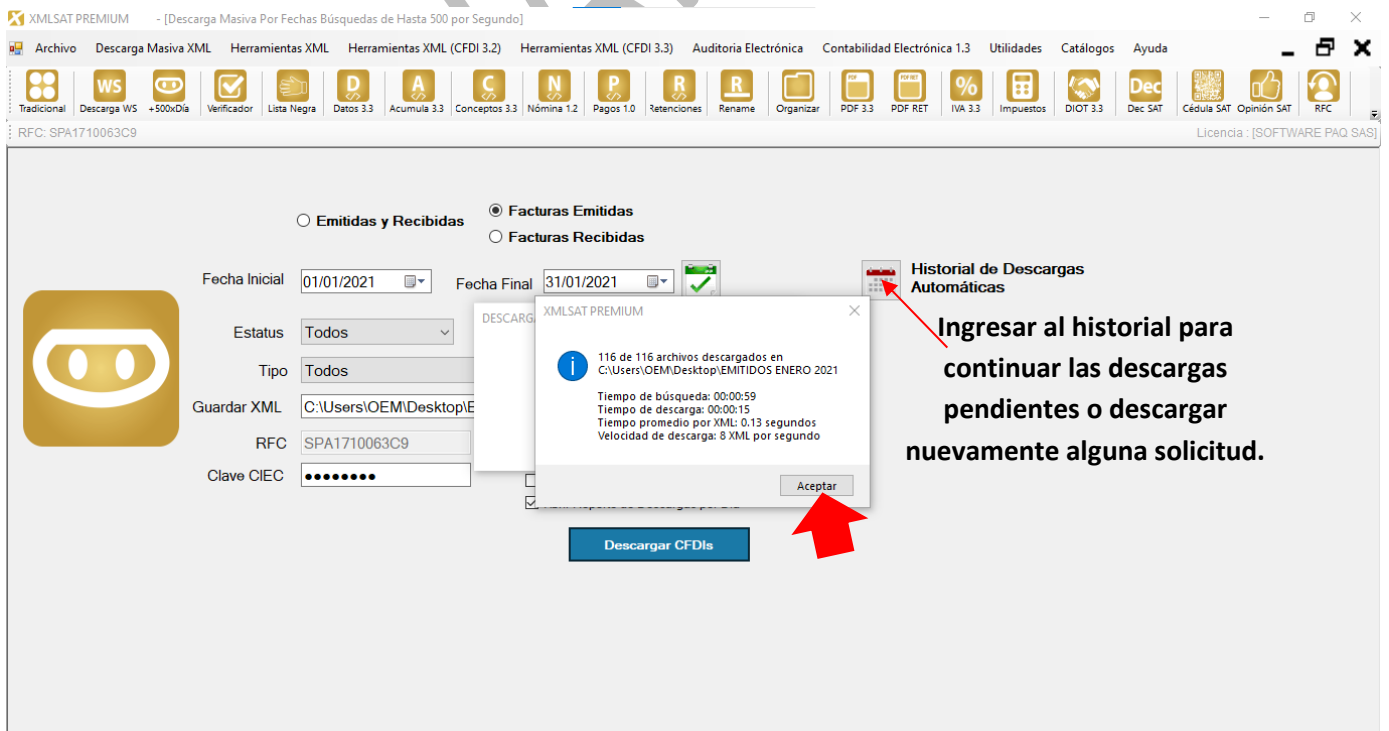 XMLSAT PREMIUM - [Descarga Masiva Por Fechas Búsquedas de Hasta 500 por Segundo]
Archivo Descarga Masiva XML Herramientas XML Herramientas XML (CFDI 3.2) Herramientas XML (CFDI 3.3) Auditoria Electrónica Contabilidad Electrónica 1.3 Utilidades Catálogos Ayuda
WS D A C N P R R PDF PDF RET % Dec
Tradicional Descarga WS +500xDía Verificador Lista Negra Datos 3.3 Acumula 3.3 Conceptos 3.3 Nómina 1.2 Pagos 1.0 Retenciones Rename Organizar PDF 3.3 PDF RET IVA 3.3 Impuestos DIOT 3.3 Dec SAT Cédula SAT Opinión SAT RFC
RFC: SPA1710063C9 Licencia : [SOFTWARE PAQ SAS]
Emitidas y Recibidas
Facturas Emitidas
Facturas Recibidas
Fecha Inicial 01/01/2021 Fecha Final 31/01/2021
Historial de Descargas
Automáticas
Estatus Todos
Tipo Todos
Guardar XML C:\Users\OEM\Desktop\E
RFC SPA1710063C9
Clave CIEC ●●●●●●●●
DESCARG
XMLSAT PREMIUM
116 de 116 archivos descargados en
C:\Users\OEM\Desktop\EMITIDOS ENERO 2021
Tiempo de búsqueda: 00:00:59
Tiempo de descarga: 00:00:15
Tiempo promedio por XML: 0.13 segundos
Velocidad de descarga: 8 XML por segundo
Aceptar
Descargar CFDIs
Ingresar al historial para
continuar las descargas
pendientes o descargar
nuevamente alguna solicitud.